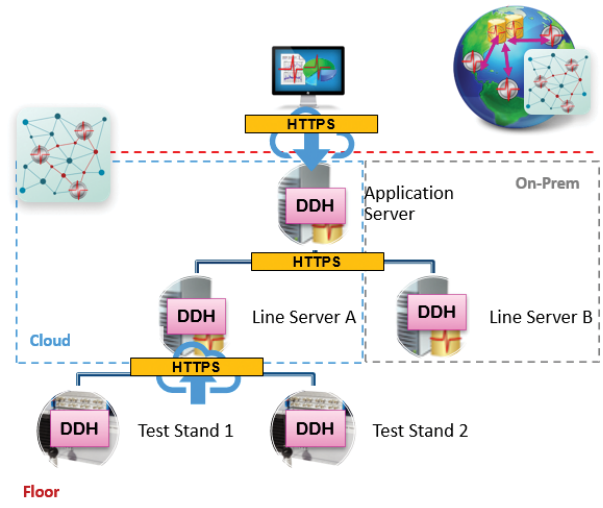 HTTPS
On-Prem
DDH
Application
Server
HTTPS
DDH
Line Server A
DDH
Line Server B
Cloud
HTTPS
DDH
Test Stand 1
DDH
Test Stand 2
Floor